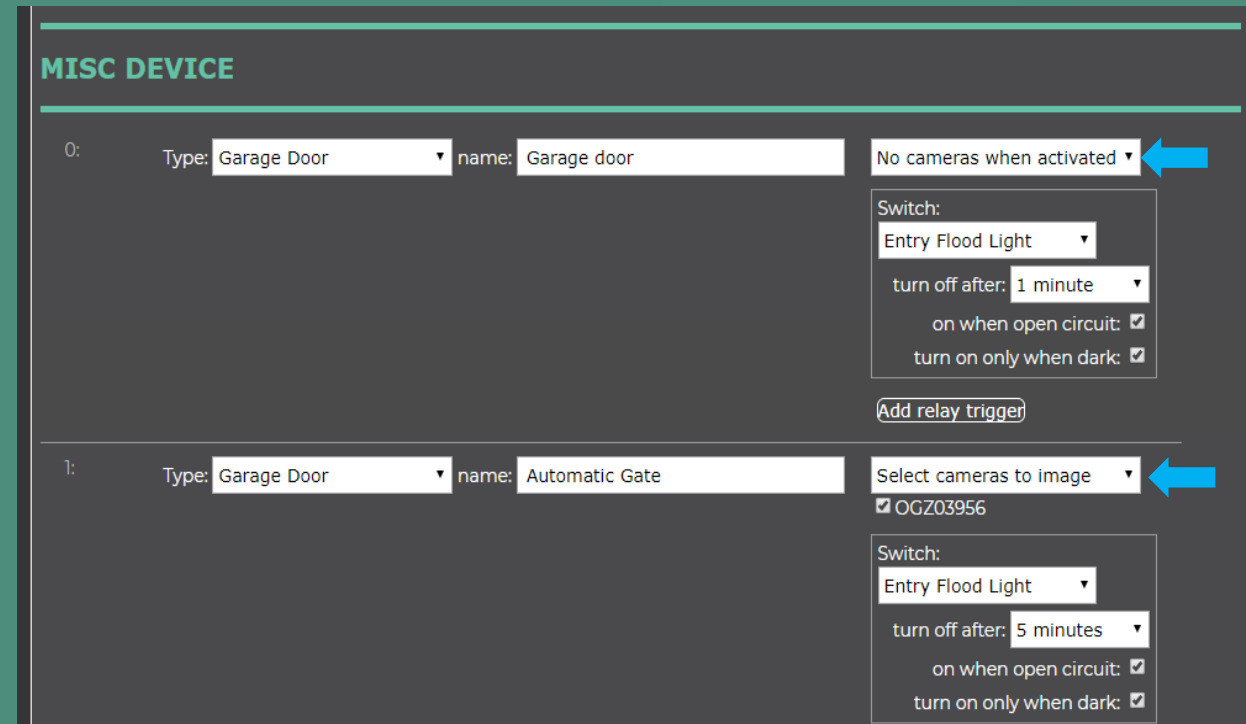 MISC DEVICE
0: Type: Garage Door name: Garage door No cameras when activated
Switch:
Entry Flood Light
turn off after: 1 minute
on when open circuit:
turn on only when dark:
Add relay trigger
1: Type: Garage Door name: Automatic Gate Select cameras to image
OGZ03956
Switch:
Entry Flood Light
turn off after: 5 minutes
on when open circuit:
turn on only when dark: